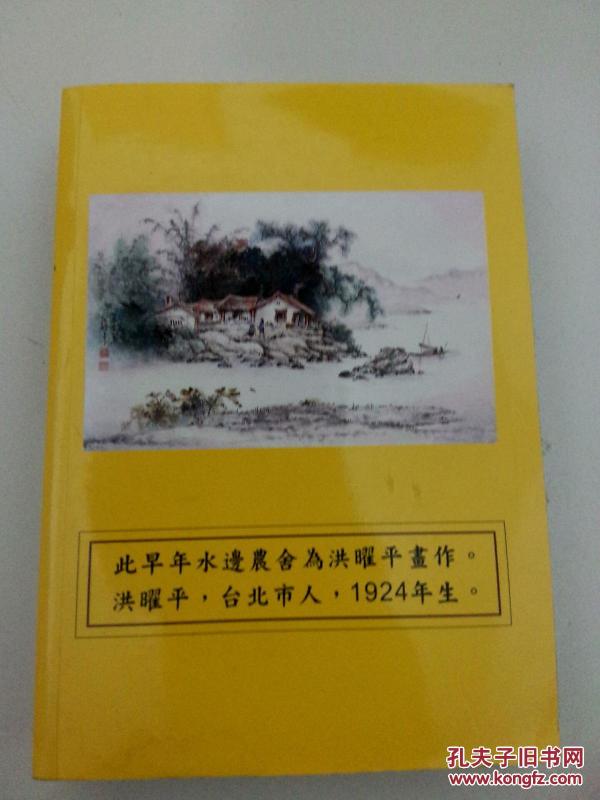 此早年水邊農舍為洪曜平畫作。
洪曜平，台北市人，1924年生。
孔夫子旧书网
www.kongfz.com